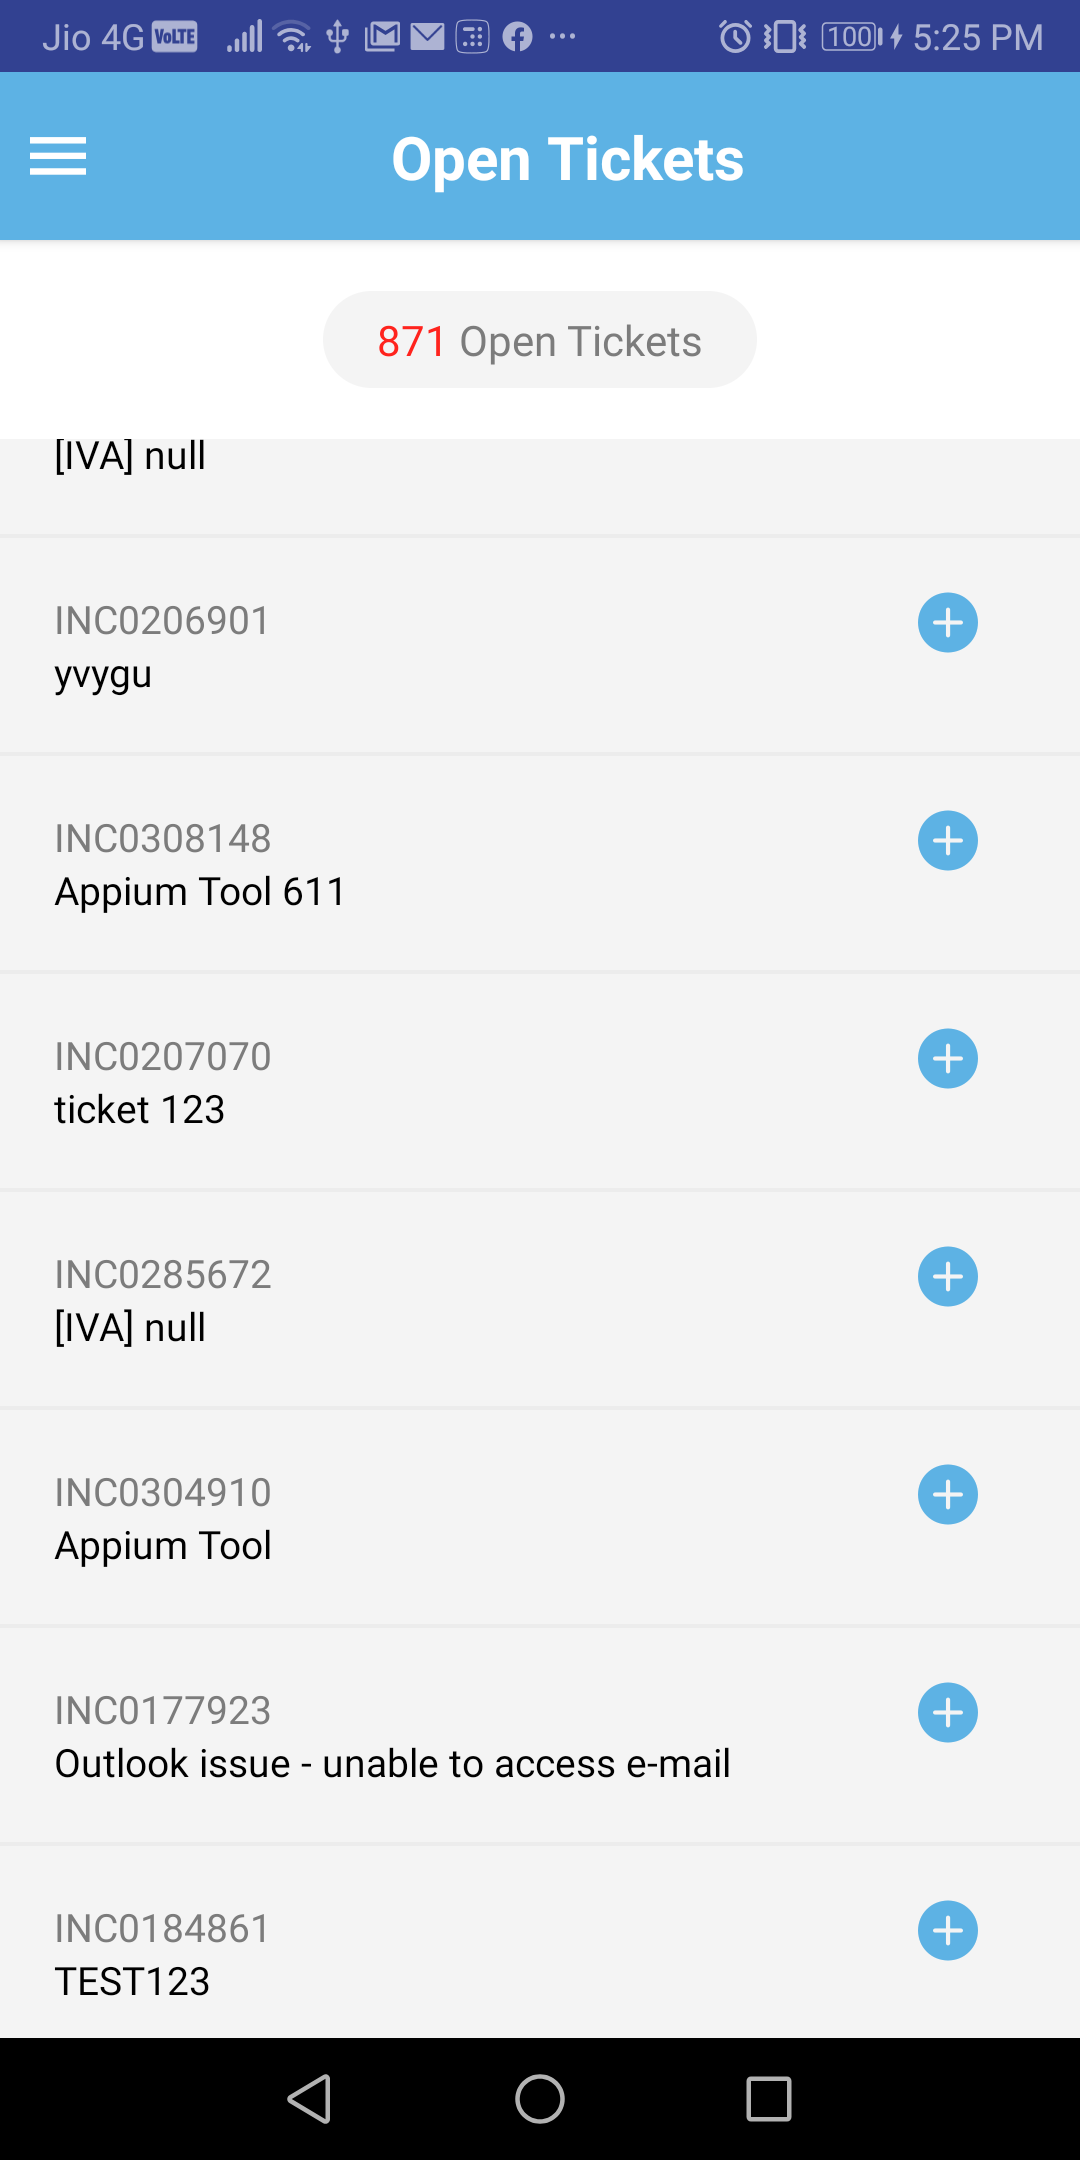 Jio 4G VoLTE 100 5:25 PM
Open Tickets
871 Open Tickets
[IVA] null
INC0206901
yvygu
INC0308148
Appium Tool 611
INC0207070
ticket 123
INC0285672
[IVA] null
INC0304910
Appium Tool
INC0177923
Outlook issue - unable to access e-mail
INC0184861
TEST123